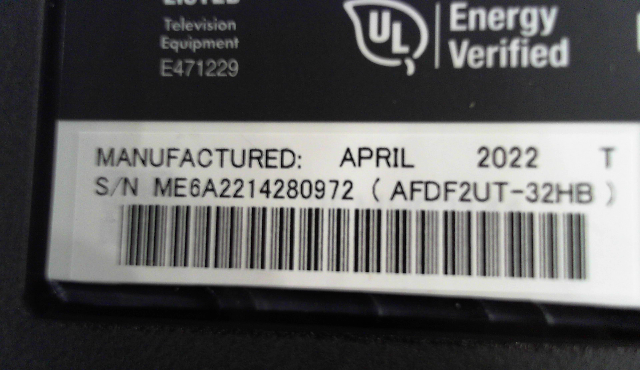 LISTED
Television
Equipment
E471229
UL
Energy
Verified
MANUFACTURED: APRIL 2022 T
S/N ME6A2214280972 ( AFDF2UT-32HB )